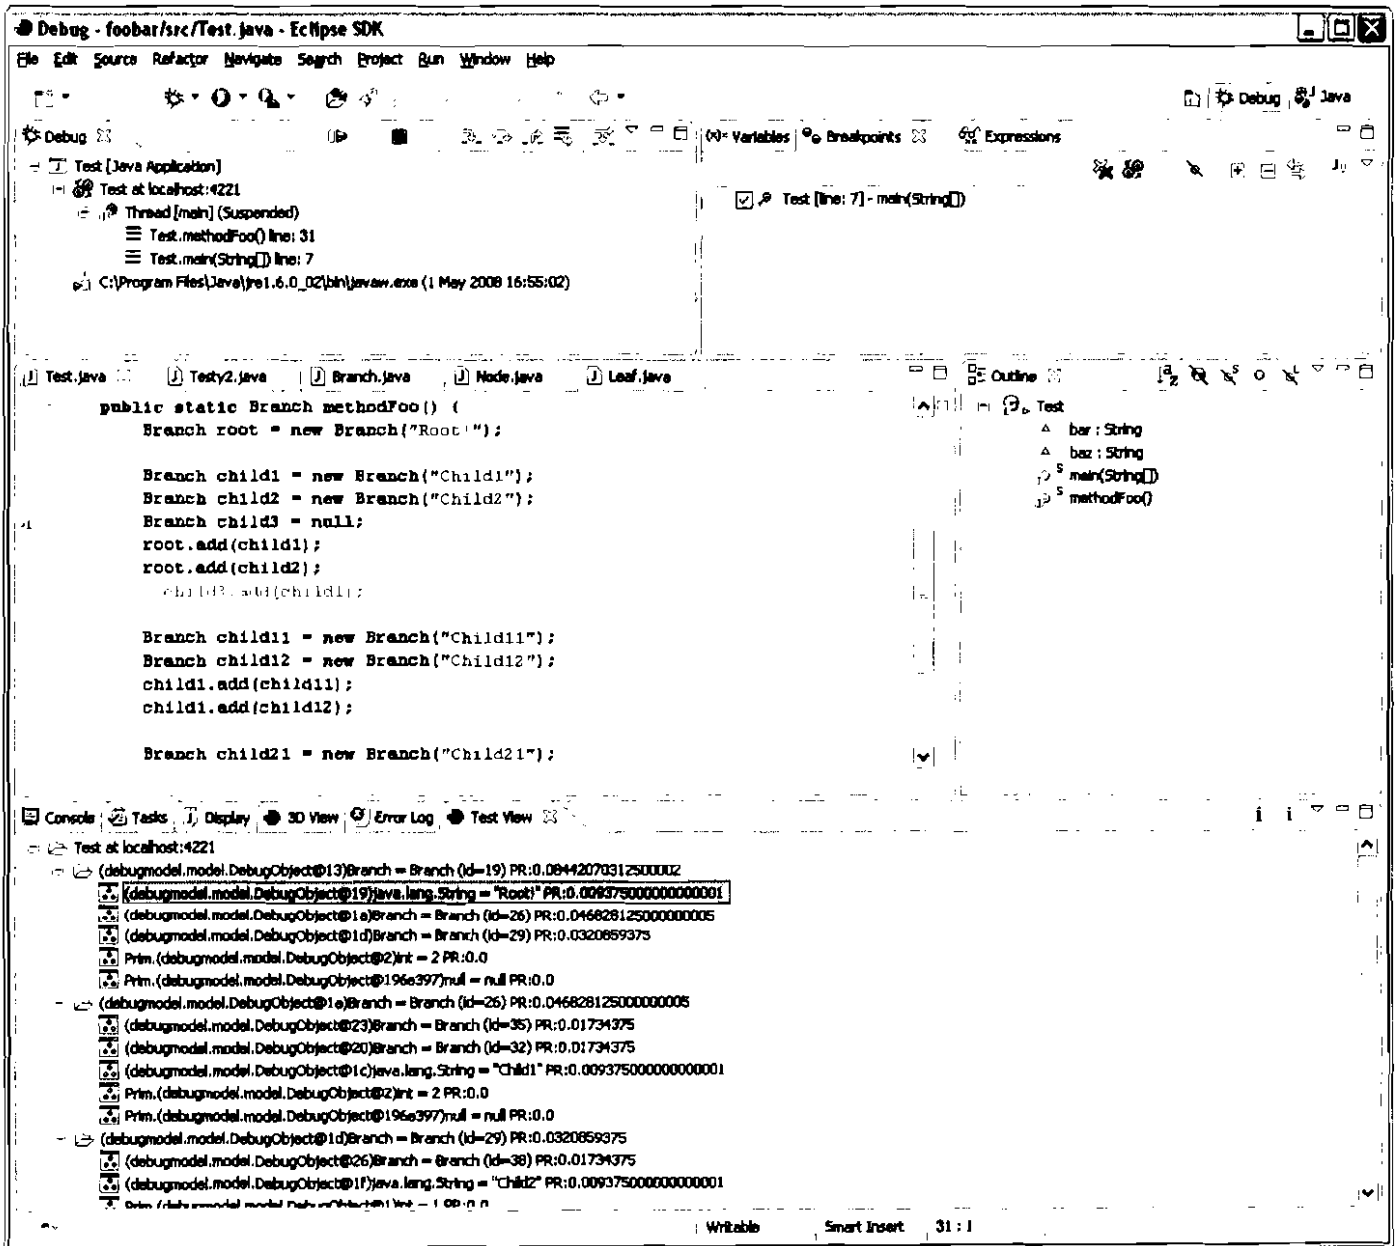 Debug - foobar/src/Test.java - Eclipse SDK
File Edit Source Refactor Navigate Search Project Run Window Help
Debug Java
Debug
(x)= Variables Breakpoints Expressions
Test [Java Application]
Test at localhost:4221
Thread [main] (Suspended)
Test.methodFoo() line: 31
Test.main(String[]) line: 7
C:\Program Files\Java\jre1.6.0_02\bin\javaw.exe (1 May 2008 16:55:02)
Test [line: 7] - main(String[])
Test.java Testy2.java Branch.java Node.java Leaf.java
Outline
public static Branch methodFoo() {
Branch root = new Branch("Root!");
Branch child1 = new Branch("Child1");
Branch child2 = new Branch("Child2");
Branch child3 = null;
root.add(child1);
root.add(child2);
child3.add(child1);
Branch child11 = new Branch("Child11");
Branch child12 = new Branch("Child12");
child1.add(child11);
child1.add(child12);
Branch child21 = new Branch("Child21");
Test
bar : String
baz : String
main(String[])
methodFoo()
Console Tasks Display 3D View Error Log Test View
Test at localhost:4221
(debugmodel.model.DebugObject@13)Branch = Branch (id=19) PR:0.08442070312500002
(debugmodel.model.DebugObject@19)java.lang.String = "Root!" PR:0.009375000000000001
(debugmodel.model.DebugObject@1a)Branch = Branch (id=26) PR:0.046828125000000005
(debugmodel.model.DebugObject@1d)Branch = Branch (id=29) PR:0.0320859375
Prim.(debugmodel.model.DebugObject@2)int = 2 PR:0.0
Prim.(debugmodel.model.DebugObject@196e397)null = null PR:0.0
(debugmodel.model.DebugObject@1a)Branch = Branch (id=26) PR:0.046828125000000005
(debugmodel.model.DebugObject@23)Branch = Branch (id=35) PR:0.01734375
(debugmodel.model.DebugObject@20)Branch = Branch (id=32) PR:0.01734375
(debugmodel.model.DebugObject@1c)java.lang.String = "Child1" PR:0.009375000000000001
Prim.(debugmodel.model.DebugObject@2)int = 2 PR:0.0
Prim.(debugmodel.model.DebugObject@196e397)null = null PR:0.0
(debugmodel.model.DebugObject@1d)Branch = Branch (id=29) PR:0.0320859375
(debugmodel.model.DebugObject@26)Branch = Branch (id=38) PR:0.01734375
(debugmodel.model.DebugObject@1f)java.lang.String = "Child2" PR:0.009375000000000001
Prim.(debugmodel.model.DebugObject@1)int = 1 PR:0.0
Writable Smart Insert 31 : 1